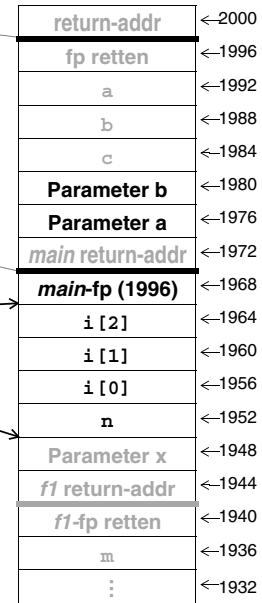 return-addr ←2000
fp retten ←1996
a ←1992
b ←1988
c ←1984
Parameter b ←1980
Parameter a ←1976
main return-addr ←1972
main-fp (1996) ←1968
i[2] ←1964
i[1] ←1960
i[0] ←1956
n ←1952
Parameter x ←1948
f1 return-addr ←1944
f1-fp retten ←1940
m ←1936
⋮ ←1932